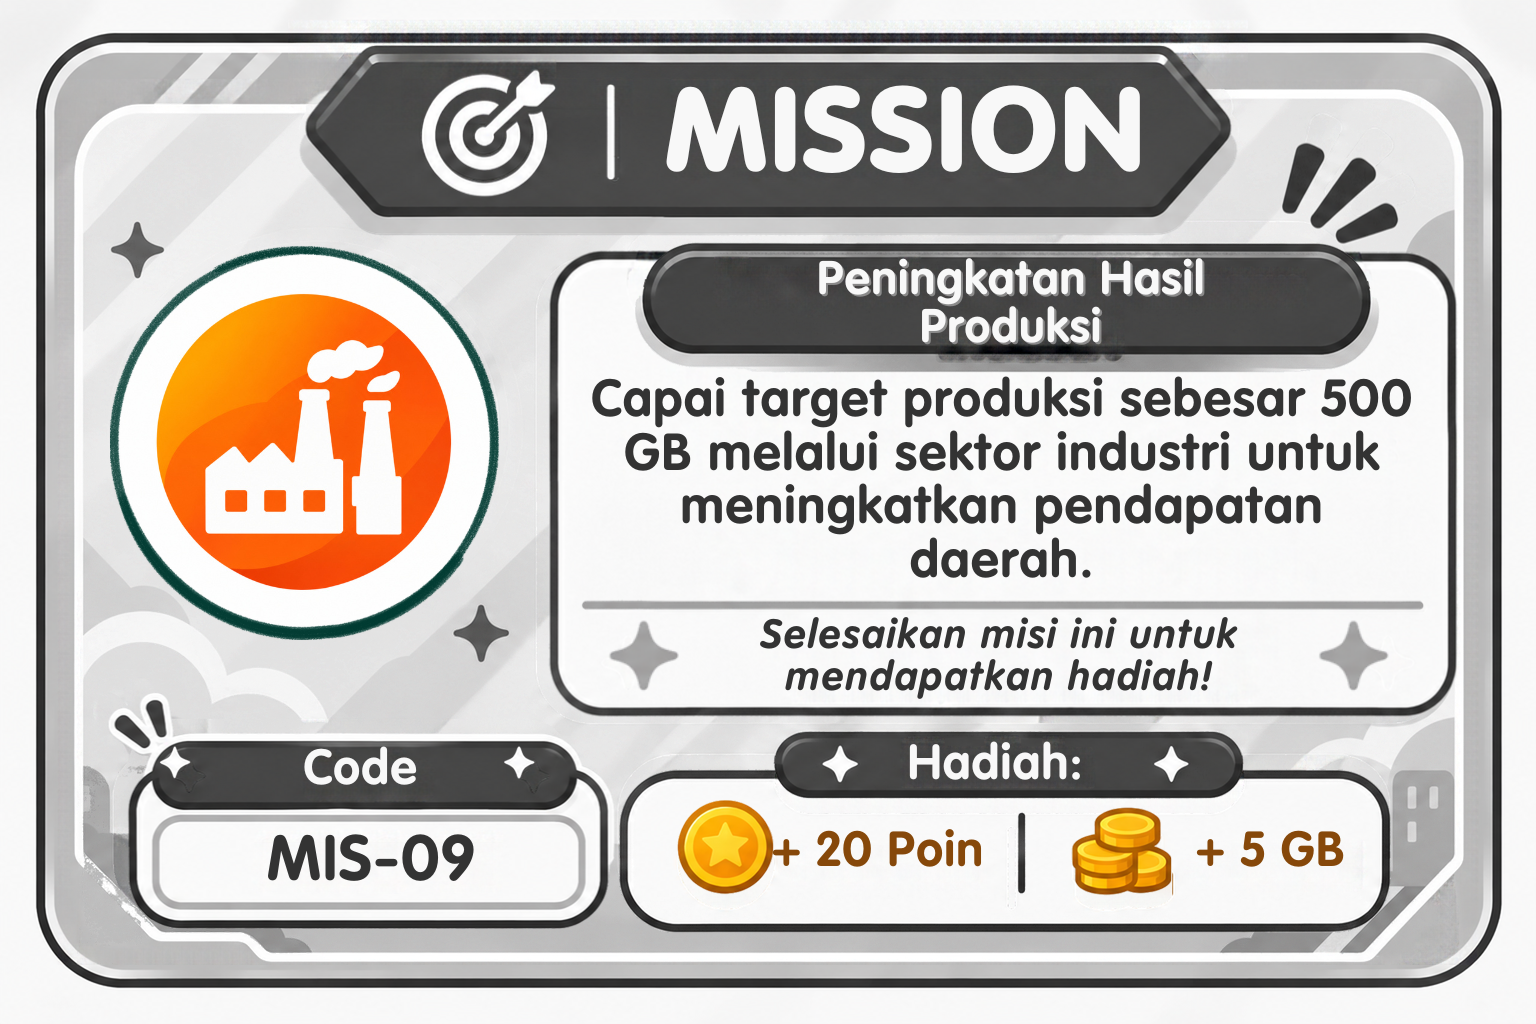 MISSION
Peningkatan Hasil
Produksi
Capai target produksi sebesar 500
GB melalui sektor industri untuk
meningkatkan pendapatan
daerah.
Selesaikan misi ini untuk
mendapatkan hadiah!
Code
MIS-09
Hadiah:
+ 20 Poin
+ 5 GB